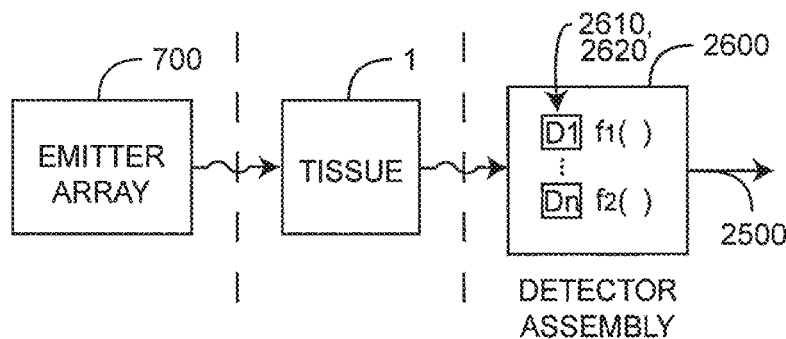 2610,
2620
2600
700
1
EMITTER
ARRAY
TISSUE
D1 f1( )
⋮
Dn f2( )
2500
DETECTOR
ASSEMBLY